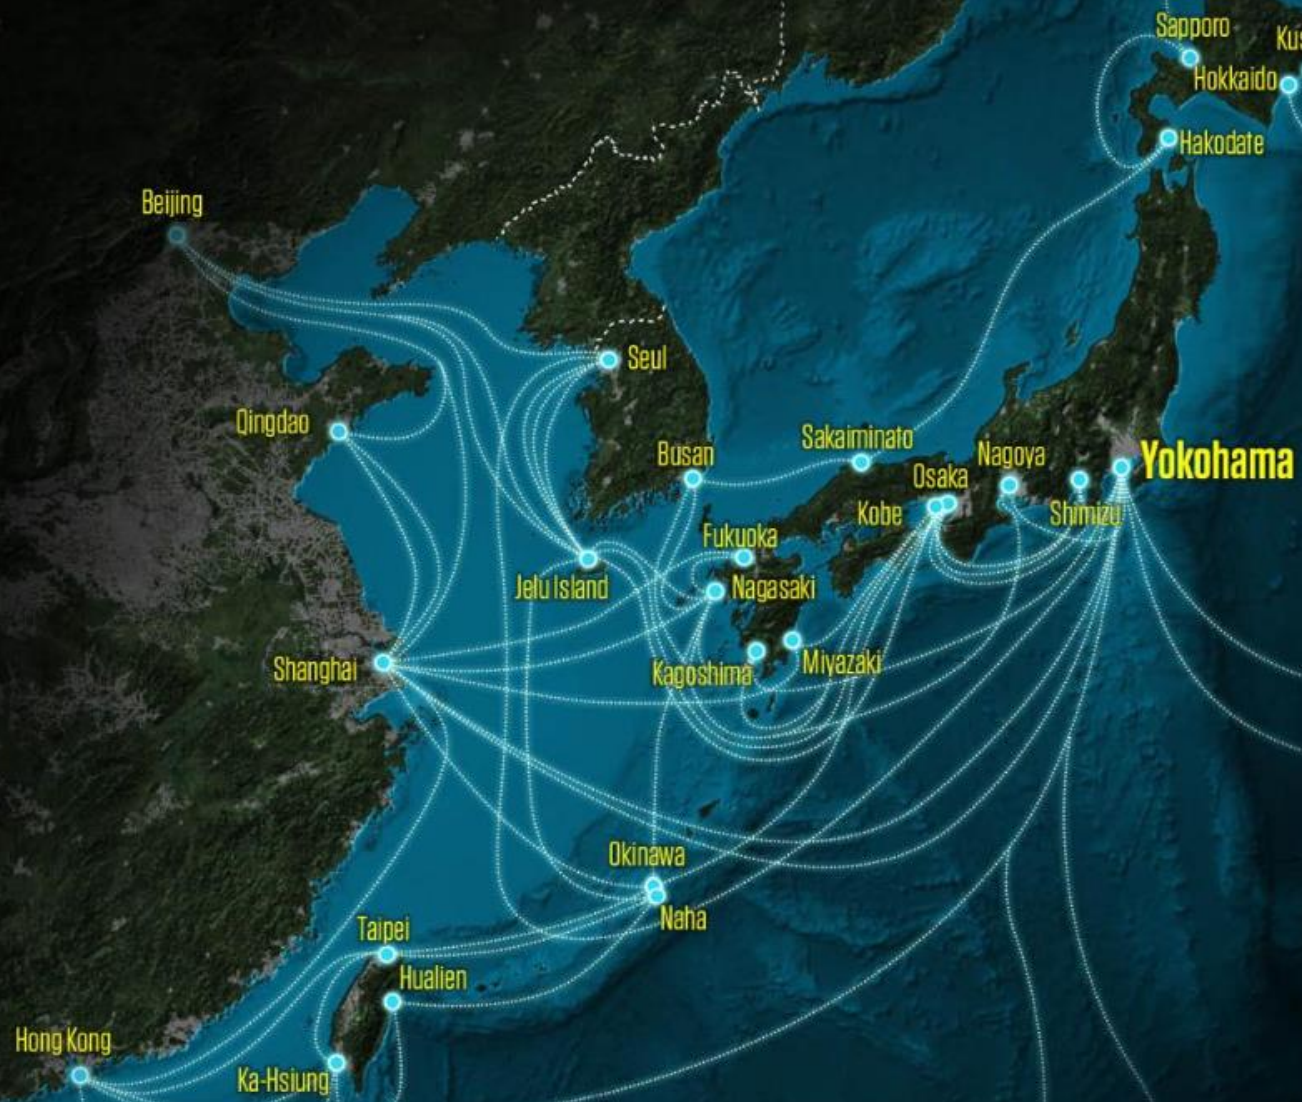 Sapporo
Kus
Hokkaido
Hakodate
Beijing
Seul
Qingdao
Busan
Sakaiminato
Nagoya
Yokohama
Osaka
Kobe
Shimizu
Fukuoka
Jelu Island
Nagasaki
Shanghai
Kagoshima
Miyazaki
Okinawa
Naha
Taipei
Hualien
Hong Kong
Ka-Hsiung